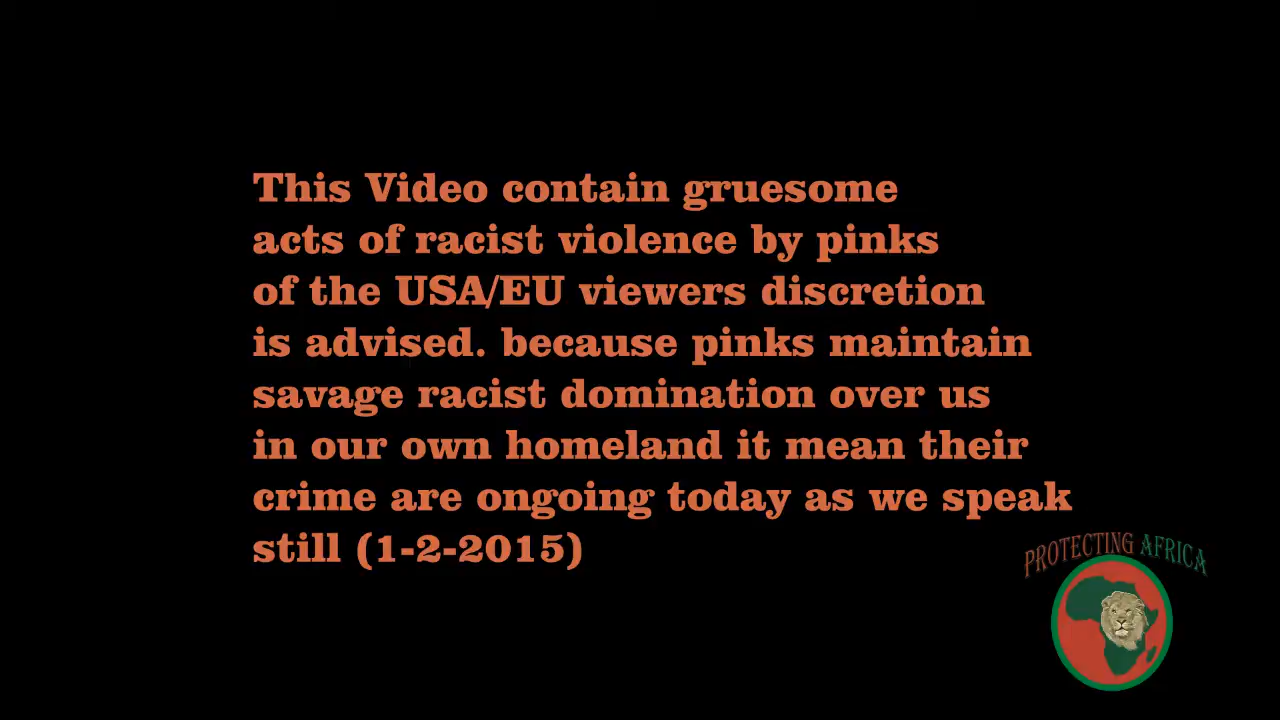 This Video contain gruesome
acts of racist violence by pinks
of the USA/EU viewers discretion
is advised. because pinks maintain
savage racist domination over us
in our own homeland it mean their
crime are ongoing today as we speak
still (1-2-2015)
PROTECTING AFRICA